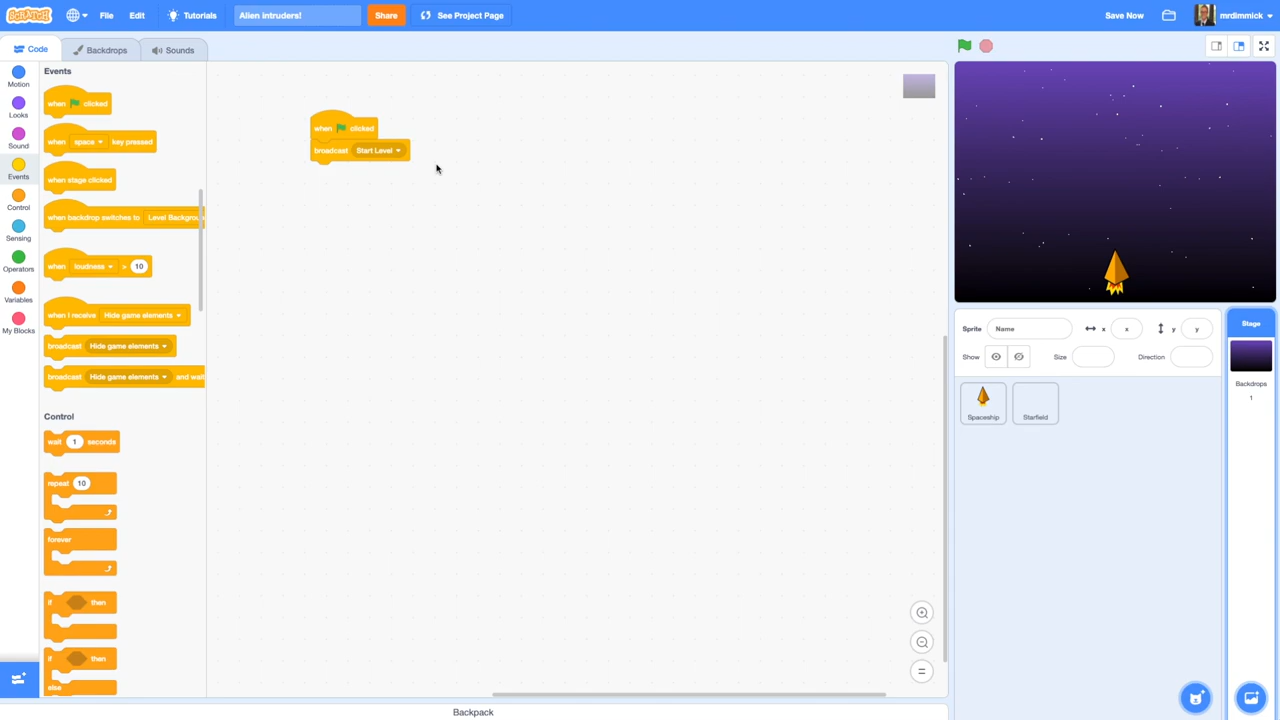 SCRATCH File Edit Tutorials Alien Intruders! Share See Project Page Save Now mrdimmick
Code Backdrops Sounds
Motion
Looks
Sound
Events
Control
Sensing
Operators
Variables
My Blocks
Events
when clicked
when space key pressed
when stage clicked
when backdrop switches to Level Backgrou
when loudness > 10
when I receive Hide game elements
broadcast Hide game elements
broadcast Hide game elements and wait
Control
wait 1 seconds
repeat 10
forever
if then
if then
else
when clicked
broadcast Start Level
Sprite Name x x y y
Show Size Direction
Spaceship Starfield
Stage
Backdrops
1
Backpack